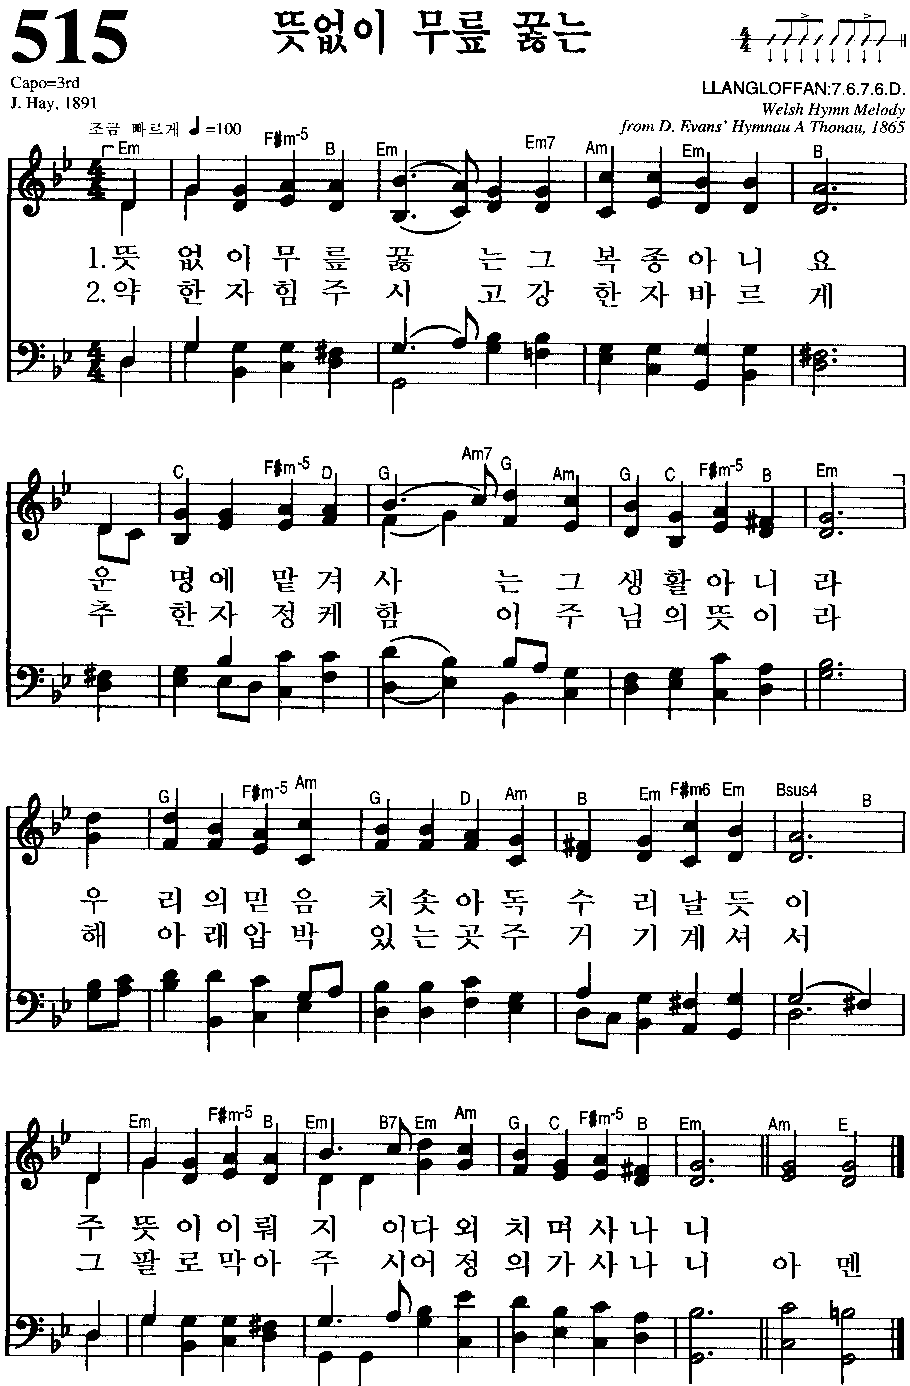 515 뜻없이 무릎 꿇는
Capo=3rd
J. Hay, 1891
LLANGLOFFAN:7.6.7.6.D.
Welsh Hymn Melody
from D. Evans' Hymnau A Thonau, 1865
조금 빠르게 ♩=100
Em F#m-5 B Em Em7 Am Em B
1.뜻 없이무릎 꿇 는그 복종아니 요
2.약 한자힘주 시 고강 한자바르 게
C F#m-5 D G Am7 G Am G C F#m-5 B Em
운 명에 맡겨 사 는그 생활아니라
추 한자 정케 함 이주 님의뜻이라
G F#m-5 Am G D Am B Em F#m6 Em Bsus4 B
우 리의믿음 치솟아독 수 리날듯 이
해 아래압박 있는곳주 거 기계셔 서
Em F#m-5 B Em B7 Em Am G C F#m-5 B Em Am E
주 뜻이이뤄 지 이다외 치며사나 니
그 팔로막아 주 시어정 의가사나 니 아 멘